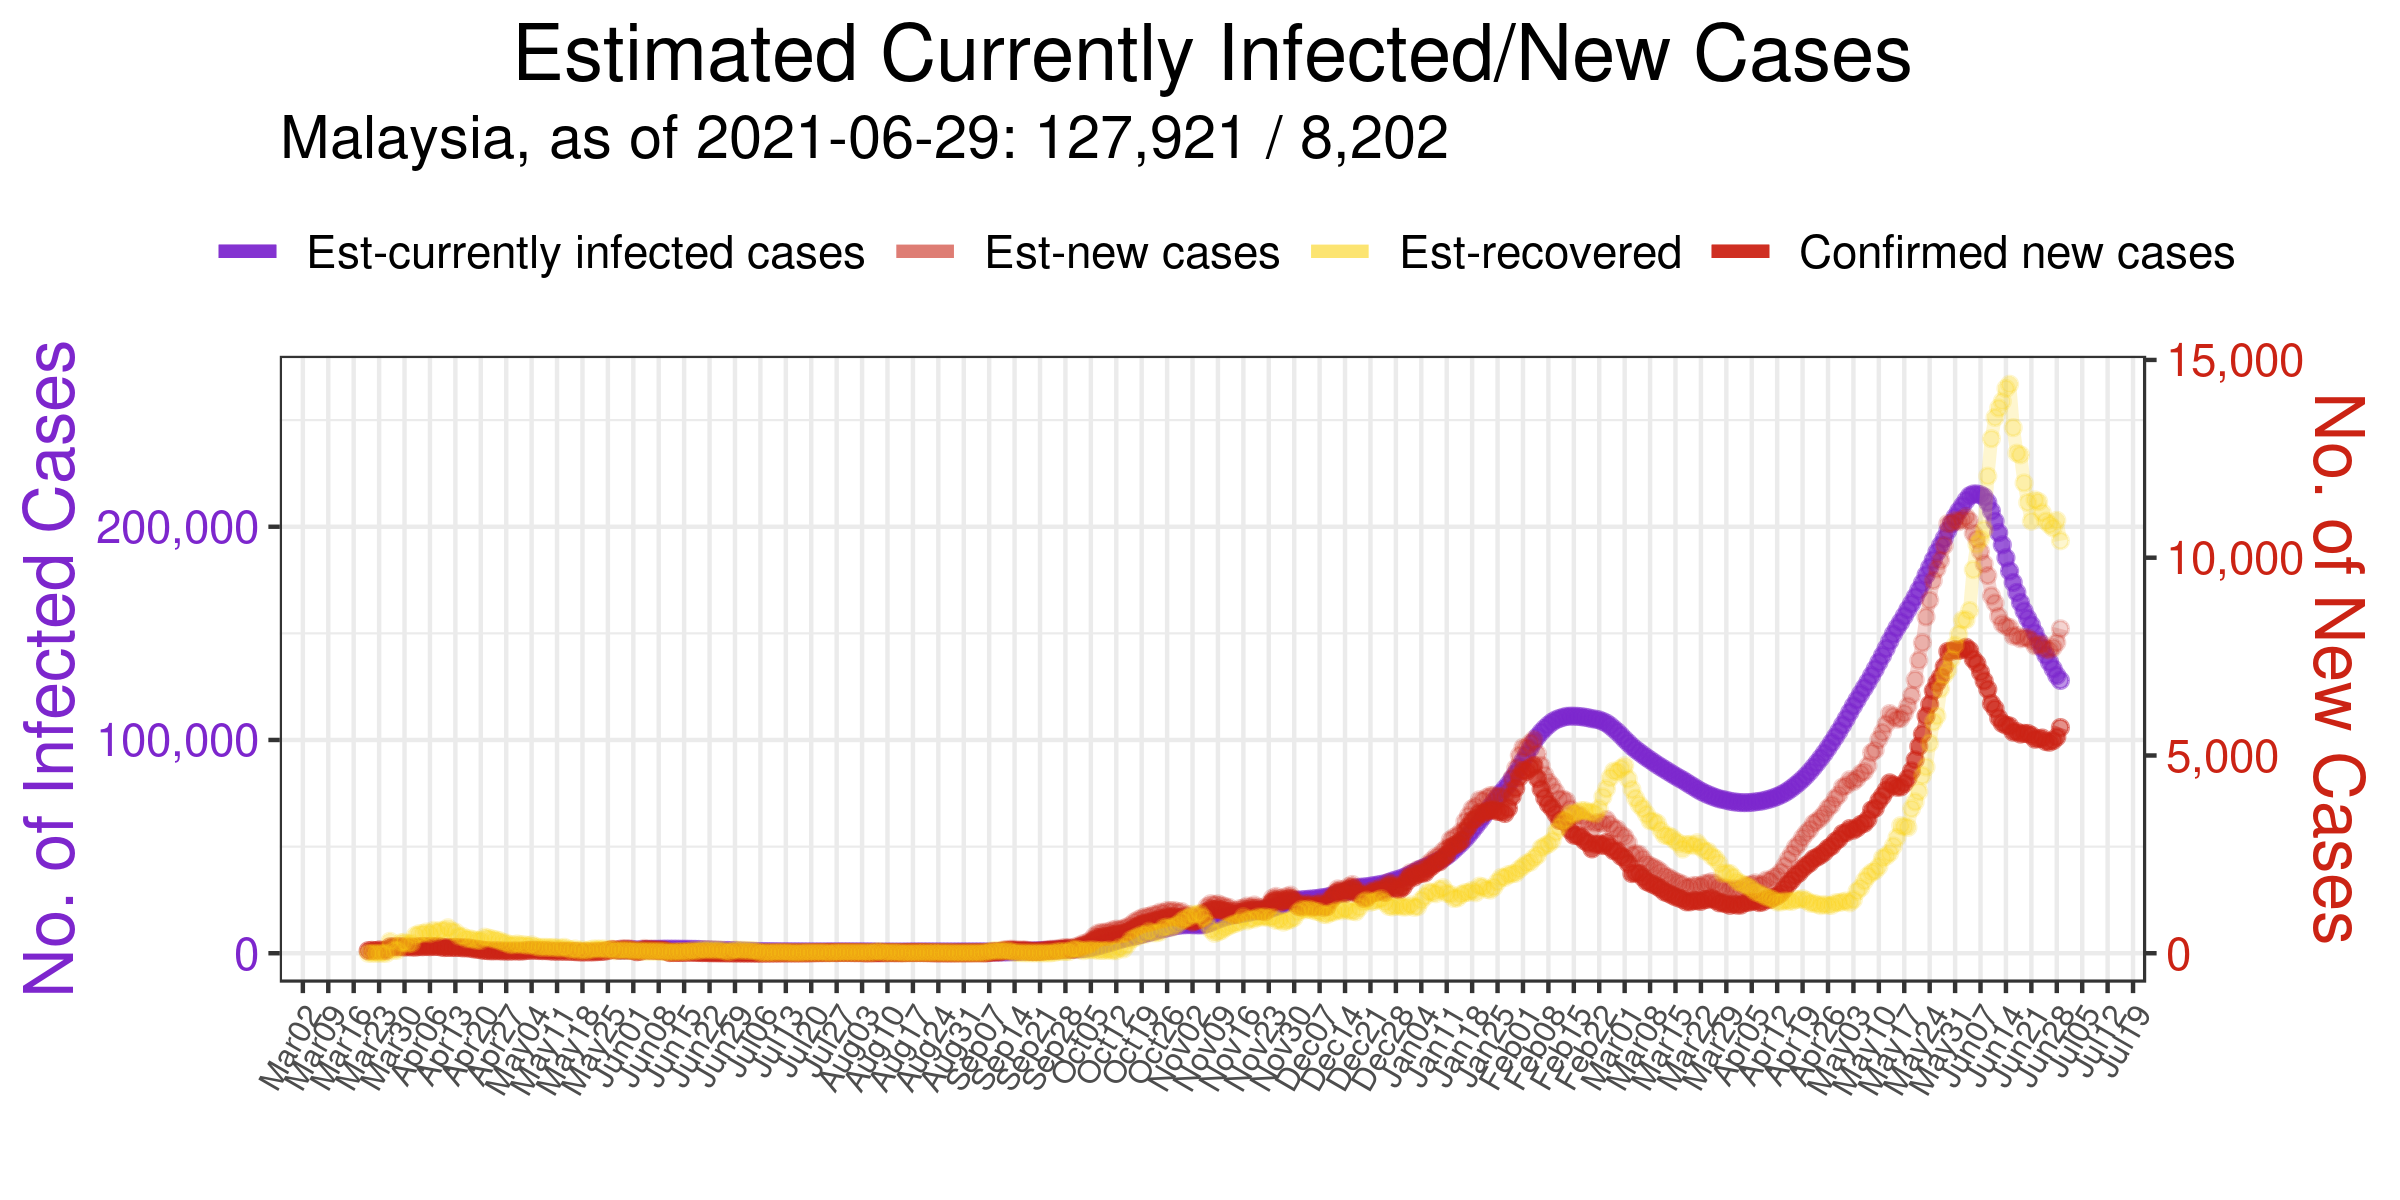 Estimated Currently Infected/New Cases
Malaysia, as of 2021-06-29: 127,921 / 8,202
Est-currently infected cases
Est-new cases
Est-recovered
Confirmed new cases
No. of Infected Cases
200,000
100,000
0
15,000
10,000
5,000
0
No. of New Cases
Mar02
Mar09
Mar16
Mar23
Mar30
Apr06
Apr13
Apr20
Apr27
May04
May11
May18
May25
Jun01
Jun08
Jun15
Jun22
Jun29
Jul06
Jul13
Jul20
Jul27
Aug03
Aug10
Aug17
Aug24
Aug31
Sep07
Sep14
Sep21
Sep28
Oct05
Oct12
Oct19
Oct26
Nov02
Nov09
Nov16
Nov23
Nov30
Dec07
Dec14
Dec21
Dec28
Jan04
Jan11
Jan18
Jan25
Feb01
Feb08
Feb15
Feb22
Mar01
Mar08
Mar15
Mar22
Mar29
Apr05
Apr12
Apr19
Apr26
May03
May10
May17
May24
May31
Jun07
Jun14
Jun21
Jun28
Jul05
Jul12
Jul19